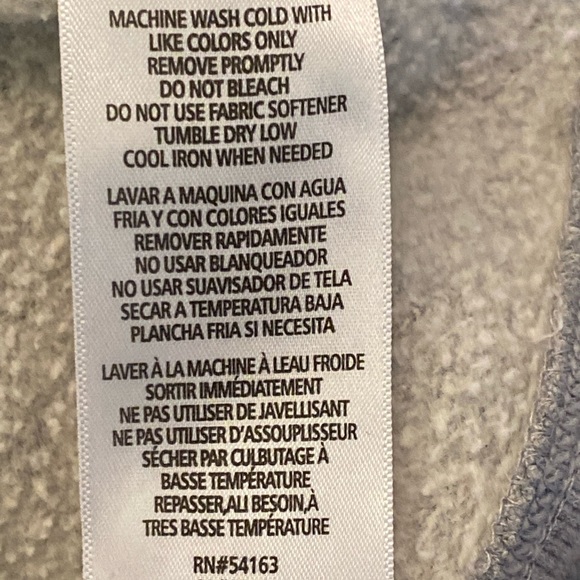 MACHINE WASH COLD WITH
LIKE COLORS ONLY
REMOVE PROMPTLY
DO NOT BLEACH
DO NOT USE FABRIC SOFTENER
TUMBLE DRY LOW
COOL IRON WHEN NEEDED
LAVAR A MAQUINA CON AGUA
FRIA Y CON COLORES IGUALES
REMOVER RAPIDAMENTE
NO USAR BLANQUEADOR
NO USAR SUAVISADOR DE TELA
SECAR A TEMPERATURA BAJA
PLANCHA FRIA SI NECESITA
LAVER À LA MACHINE À LEAU FROIDE
SORTIR IMMÉDIATEMENT
NE PAS UTILISER DE JAVELLISANT
NE PAS UTILISER D'ASSOUPLISSEUR
SÉCHER PAR CULBUTAGE À
BASSE TEMPÉRATURE
REPASSER,ALI BESOIN,À
TRES BASSE TEMPÉRATURE
RN#54163